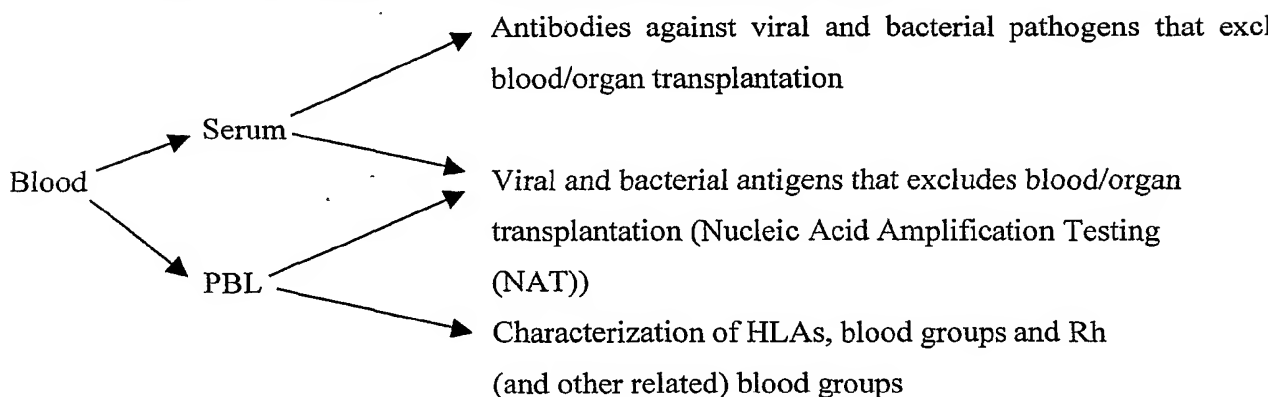 Antibodies against viral and bacterial pathogens that excl
blood/organ transplantation
Serum
Blood
Viral and bacterial antigens that excludes blood/organ
transplantation (Nucleic Acid Amplification Testing
(NAT))
PBL
Characterization of HLAs, blood groups and Rh
(and other related) blood groups